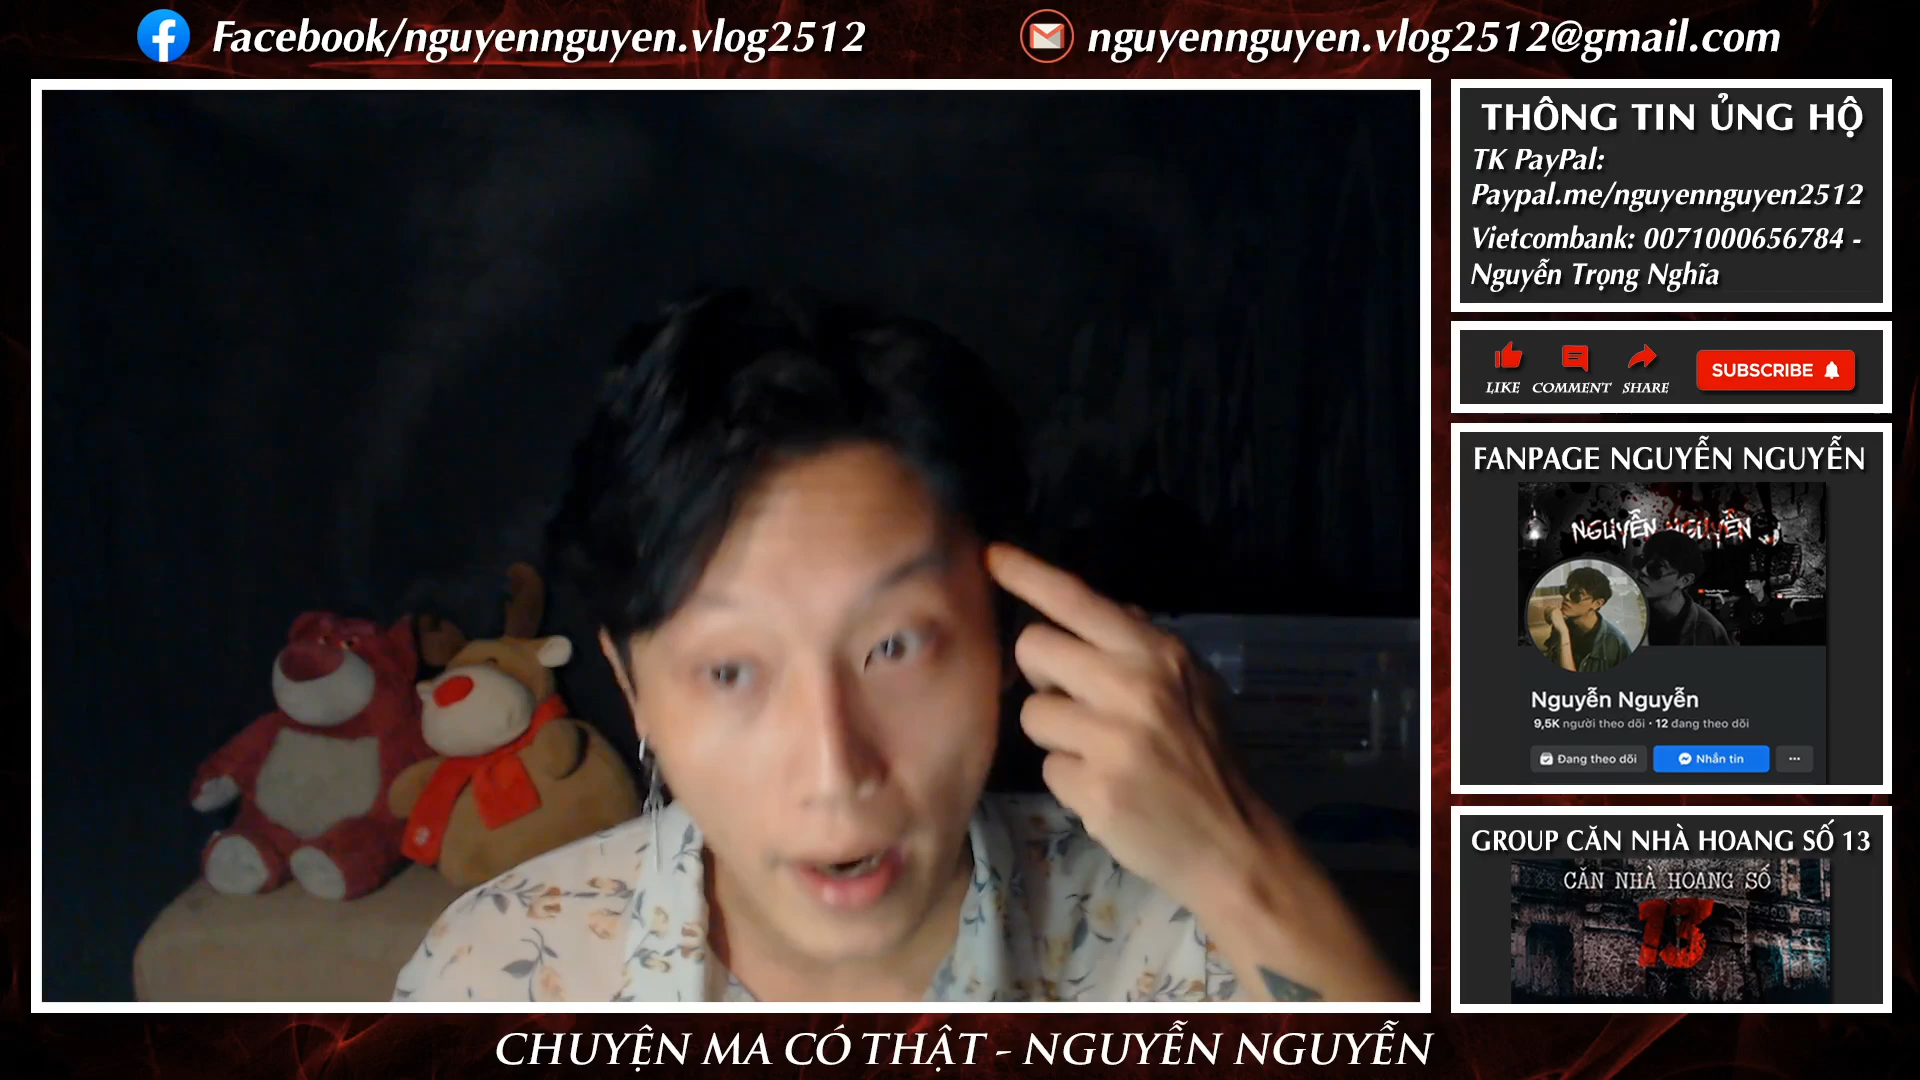 Facebook/nguyennguyen.vlog2512
nguyennguyen.vlog2512@gmail.com
THÔNG TIN ỦNG HỘ
TK PayPal:
Paypal.me/nguyennguyen2512
Vietcombank: 0071000656784 -
Nguyễn Trọng Nghĩa
LIKE COMMENT SHARE
SUBSCRIBE
FANPAGE NGUYỄN NGUYỄN
NGUYỄN NGUYỄN
Nguyễn Nguyễn
9,5K người theo dõi • 12 đang theo dõi
Đang theo dõi
Nhắn tin
GROUP CĂN NHÀ HOANG SỐ 13
CĂN NHÀ HOANG SỐ
13
CHUYỆN MA CÓ THẬT - NGUYỄN NGUYỄN